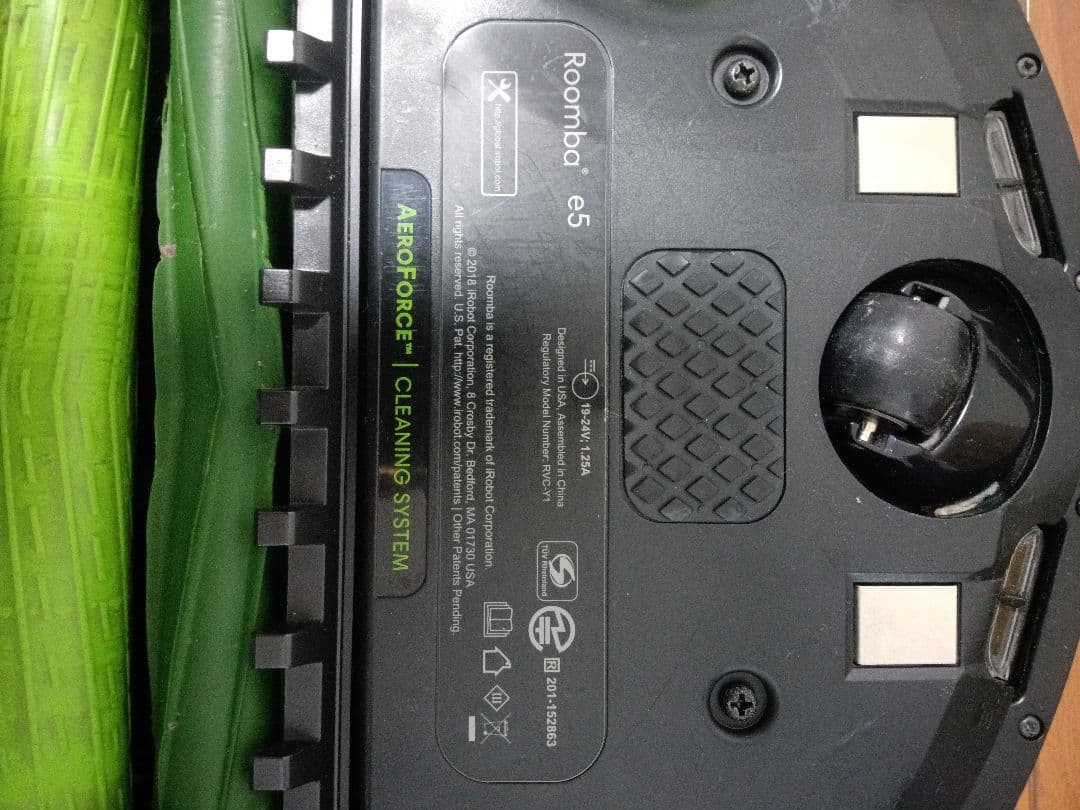 Roomba® e5
http://global.irobot.com
19-24V; 1.25A
Designed in USA, Assembled in China
Regulatory Model Number: RVC-Y1
TÜV Rheinland
R 201-152863
Roomba is a registered trademark of iRobot Corporation.
© 2018 iRobot Corporation, 8 Crosby Dr. Bedford, MA 01730 USA
All rights reserved. U.S. Pat. http://www.irobot.com/patents | Other Patents Pending.
AEROFORCE™ | CLEANING SYSTEM